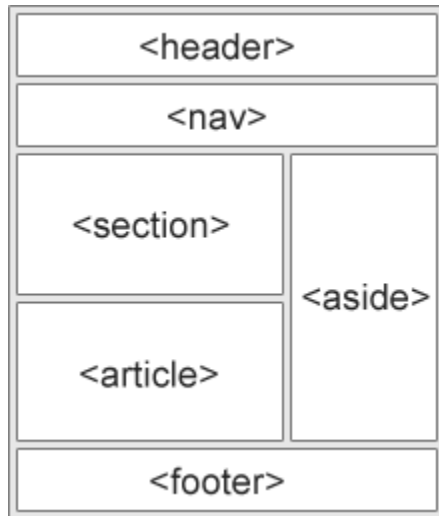 <header>
<nav>
<section>
<aside>
<article>
<footer>